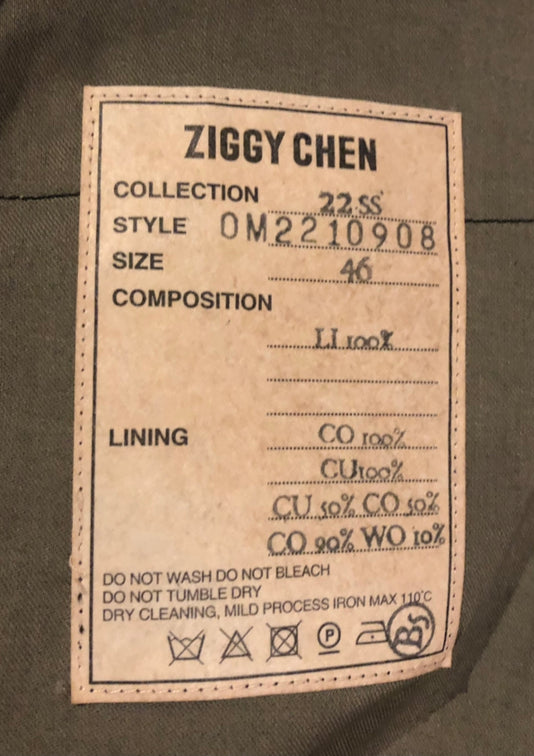 ZIGGY CHEN
COLLECTION 22SS
STYLE OM2210908
SIZE 46
COMPOSITION
LI 100%
LINING CO 100%
CU100%
CU 50% CO 50%
CO 90% WO 10%
DO NOT WASH DO NOT BLEACH
DO NOT TUMBLE DRY
DRY CLEANING, MILD PROCESS IRON MAX 110°C
P